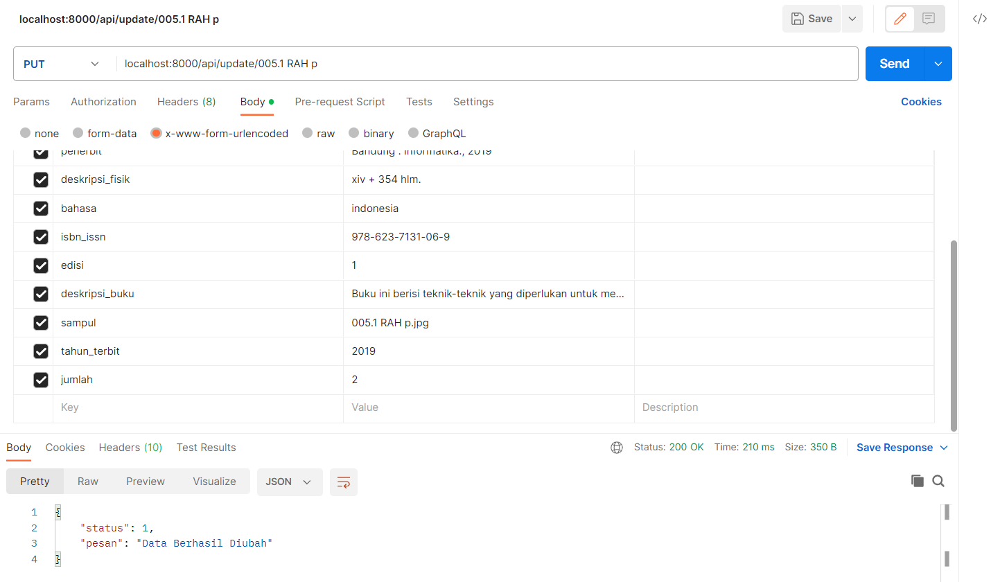 localhost:8000/api/update/005.1 RAH p
Save
PUT
localhost:8000/api/update/005.1 RAH p
Send
Params Authorization Headers (8) Body Pre-request Script Tests Settings Cookies
none form-data x-www-form-urlencoded raw binary GraphQL
penerbit Bandung : Informatika., 2019
deskripsi_fisik xiv + 354 hlm.
bahasa indonesia
isbn_issn 978-623-7131-06-9
edisi 1
deskripsi_buku Buku ini berisi teknik-teknik yang diperlukan untuk me...
sampul 005.1 RAH p.jpg
tahun_terbit 2019
jumlah 2
Key Value Description
Body Cookies Headers (10) Test Results Status: 200 OK Time: 210 ms Size: 350 B Save Response
Pretty Raw Preview Visualize JSON
1 {
2 "status": 1,
3 "pesan": "Data Berhasil Diubah"
4 }